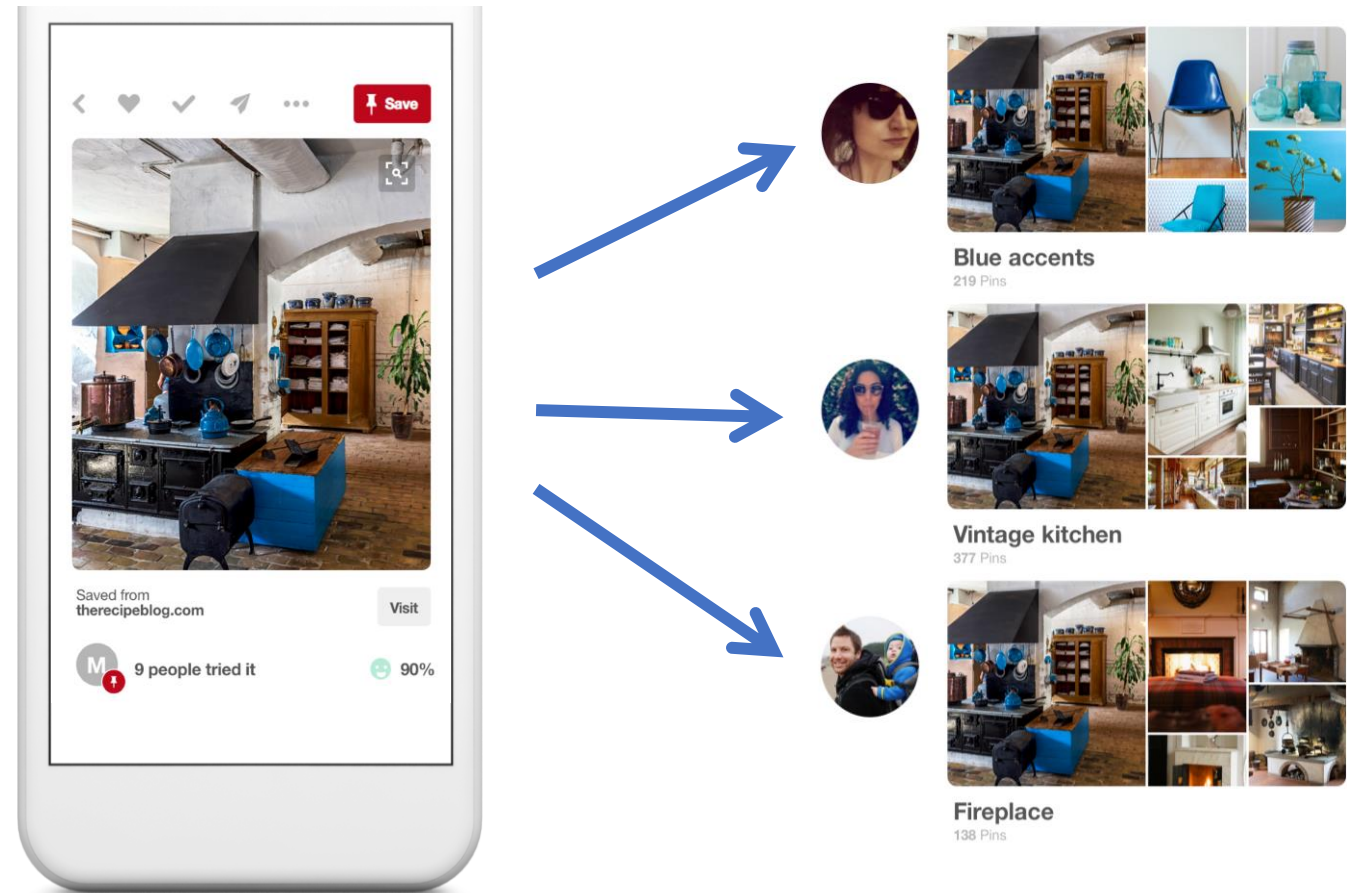 Save
Saved from
therecipeblog.com
Visit
M
9 people tried it
90%
Blue accents
219 Pins
Vintage kitchen
377 Pins
Fireplace
138 Pins